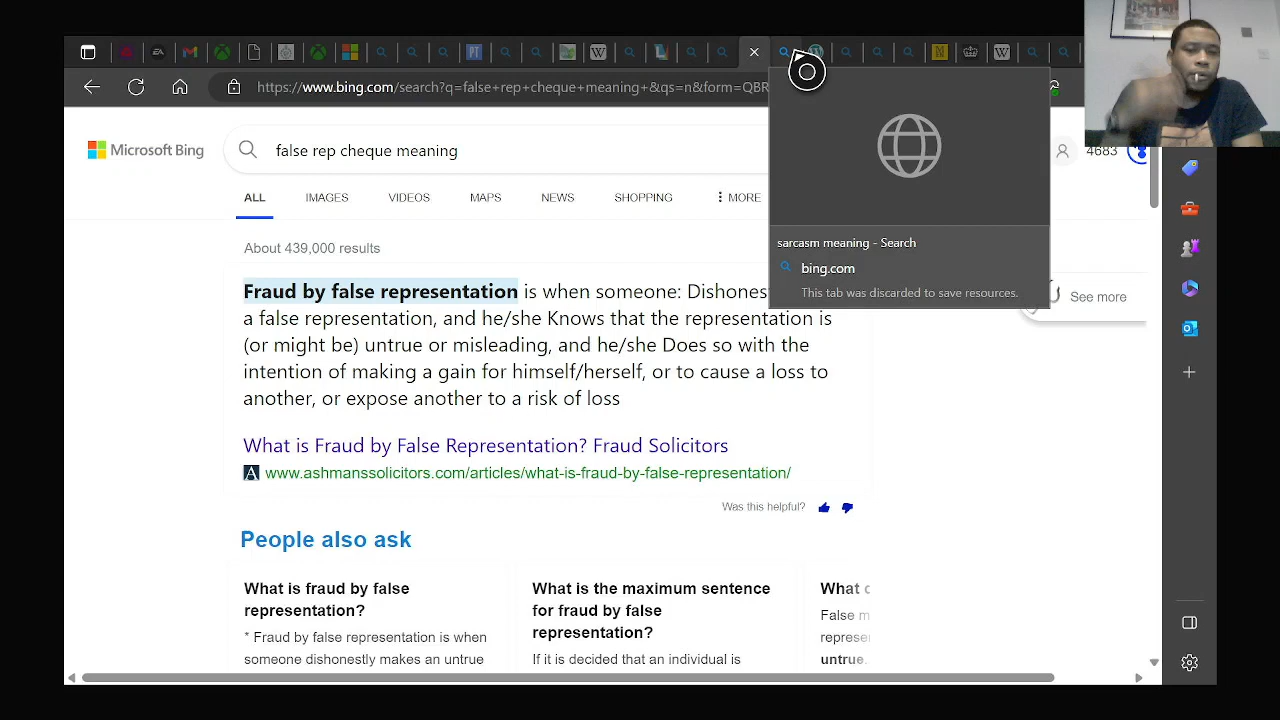 https://www.bing.com/search?q=false+rep+cheque+meaning+&qs=n&form=QBR
Microsoft Bing
false rep cheque meaning
4683
ALL
IMAGES
VIDEOS
MAPS
NEWS
SHOPPING
MORE
About 439,000 results
sarcasm meaning - Search
bing.com
This tab was discarded to save resources.
See more
Fraud by false representation is when someone:
a false representation, and he/she Knows that the representation is
(or might be) untrue or misleading, and he/she Does so with the
intention of making a gain for himself/herself, or to cause a loss to
another, or expose another to a risk of loss
What is Fraud by False Representation? Fraud Solicitors
www.ashmanssolicitors.com/articles/what-is-fraud-by-false-representation/
Was this helpful?
People also ask
What is fraud by false
representation?
* Fraud by false representation is when
someone dishonestly makes an untrue
What is the maximum sentence
for fraud by false
representation?
If it is decided that an individual is
What
False
untrue.